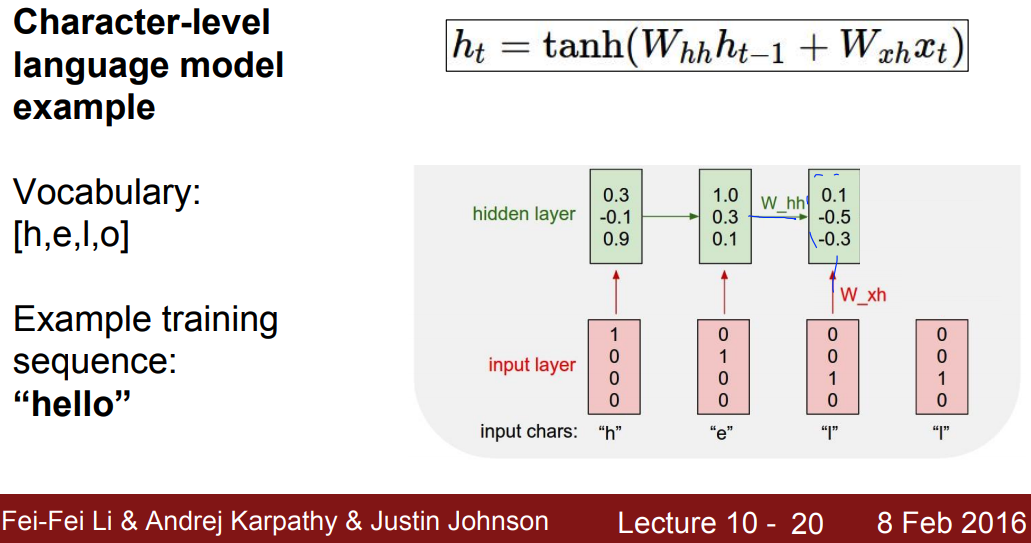 Character-level
language model
example
h_t = tanh(W_{hh}h_{t-1} + W_{xh}x_t)
Vocabulary:
[h,e,l,o]
Example training
sequence:
“hello”
hidden layer
0.3
-0.1
0.9
1.0
0.3
0.1
W_hh
0.1
-0.5
-0.3
W_xh
input layer
1
0
0
0
0
1
0
0
0
0
1
0
0
0
1
0
input chars: “h” “e” “l” “l”
Fei-Fei Li & Andrej Karpathy & Justin Johnson Lecture 10 - 20 8 Feb 2016